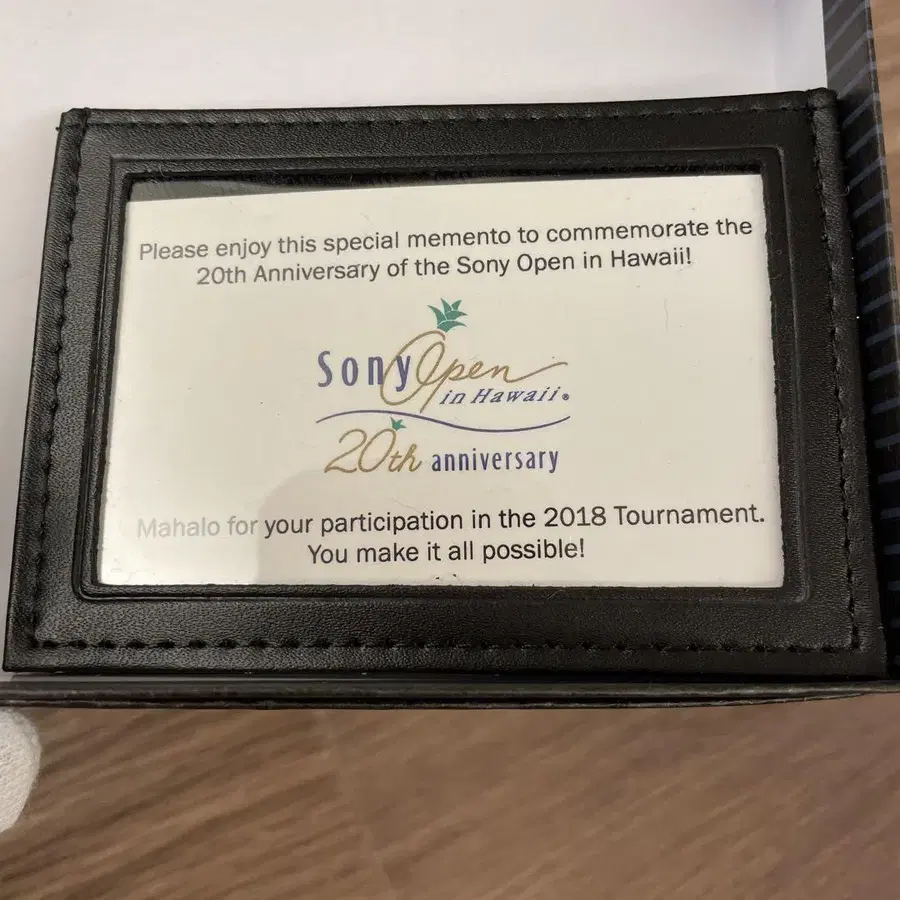 Please enjoy this special memento to commemorate the
20th Anniversary of the Sony Open in Hawaii!
Sony Open
in Hawaii®
20th anniversary
Mahalo for your participation in the 2018 Tournament.
You make it all possible!